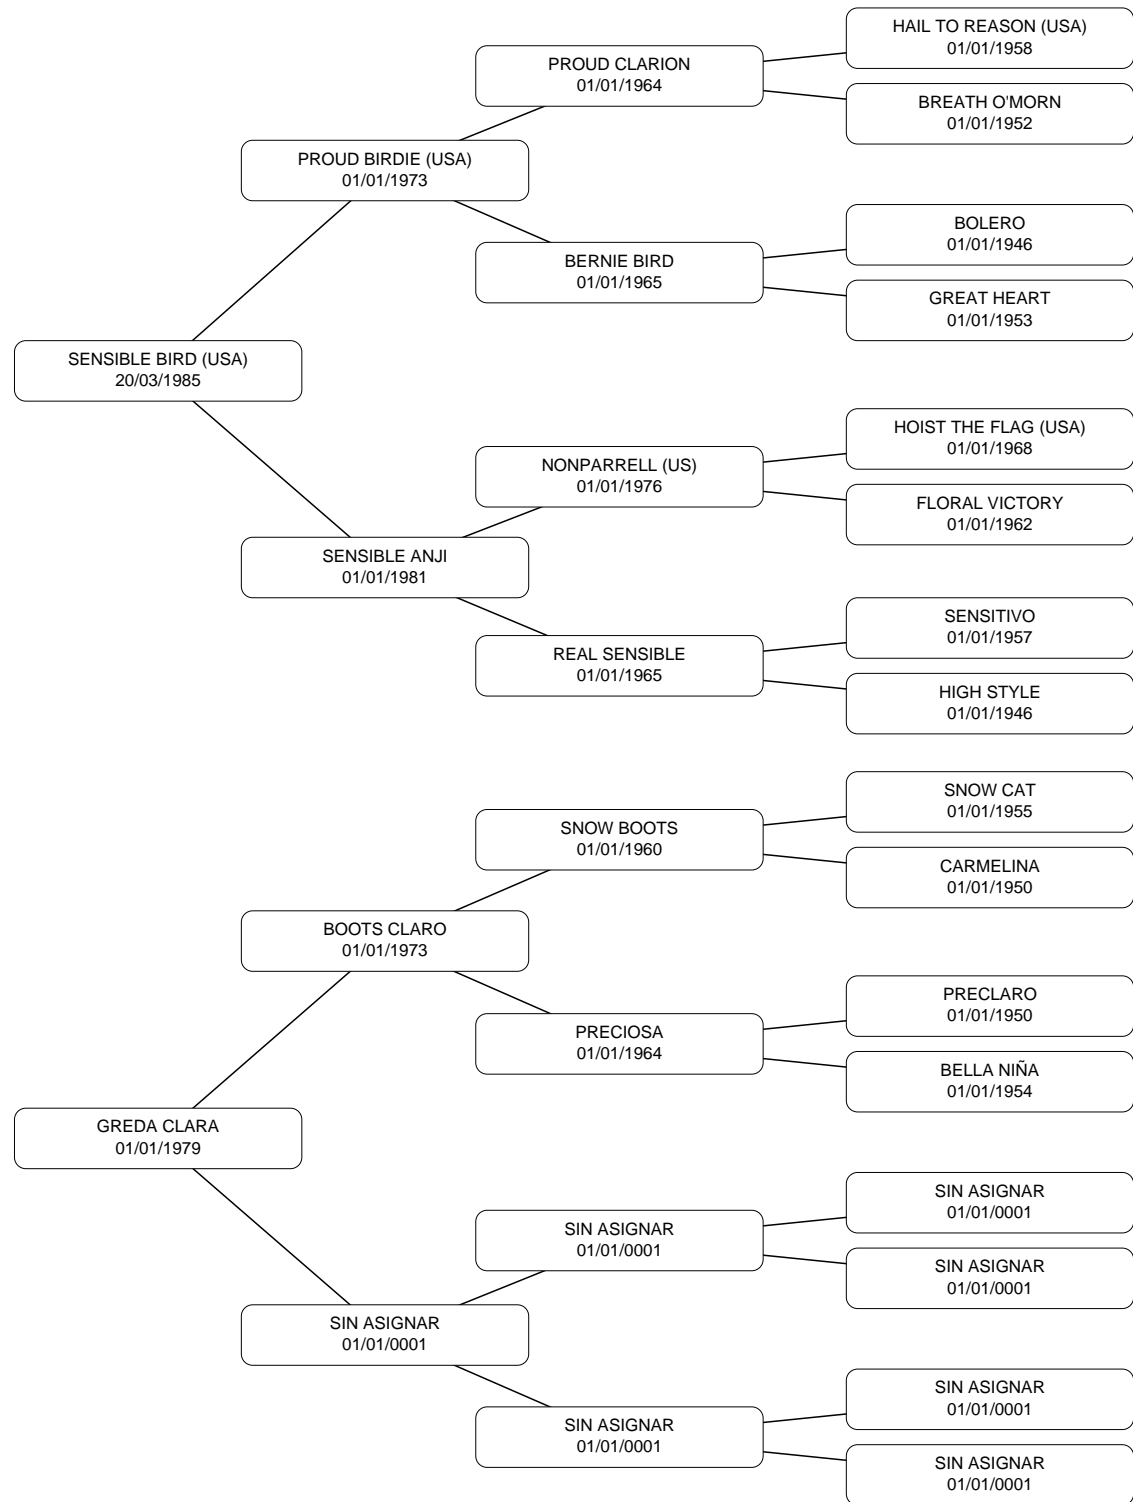 HAIL TO REASON (USA)
01/01/1958
PROUD CLARION
01/01/1964
BREATH O'MORN
01/01/1952
PROUD BIRDIE (USA)
01/01/1973
BOLERO
01/01/1946
BERNIE BIRD
01/01/1965
GREAT HEART
01/01/1953
SENSIBLE BIRD (USA)
20/03/1985
HOIST THE FLAG (USA)
01/01/1968
NONPARRELL (US)
01/01/1976
FLORAL VICTORY
01/01/1962
SENSIBLE ANJI
01/01/1981
SENSITIVO
01/01/1957
REAL SENSIBLE
01/01/1965
HIGH STYLE
01/01/1946
SNOW CAT
01/01/1955
SNOW BOOTS
01/01/1960
CARMELINA
01/01/1950
BOOTS CLARO
01/01/1973
PRECLARO
01/01/1950
PRECIOSA
01/01/1964
BELLA NIÑA
01/01/1954
GREDA CLARA
01/01/1979
SIN ASIGNAR
01/01/0001
SIN ASIGNAR
01/01/0001
SIN ASIGNAR
01/01/0001
SIN ASIGNAR
01/01/0001
SIN ASIGNAR
01/01/0001
SIN ASIGNAR
01/01/0001
SIN ASIGNAR
01/01/0001